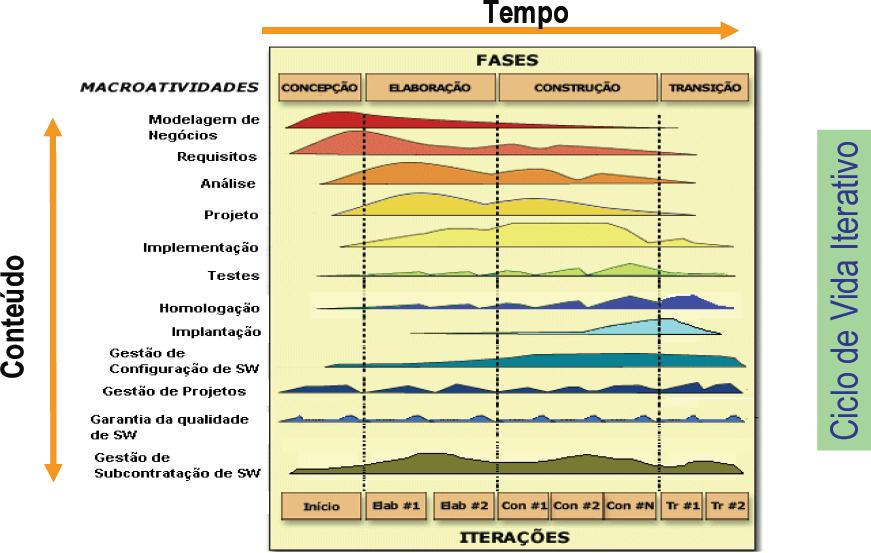 Tempo
FASES
MACROATIVIDADES
CONCEPÇÃO
ELABORAÇÃO
CONSTRUÇÃO
TRANSIÇÃO
Modelagem de
Negócios
Requisitos
Análise
Projeto
Implementação
Testes
Homologação
Implantação
Gestão de
Configuração de SW
Gestão de Projetos
Garantia da qualidade
de SW
Gestão de
Subcontratação de SW
Início
Elab #1
Elab #2
Con #1
Con #2
Con #N
Tr #1
Tr #2
ITERAÇÕES
Conteúdo
Ciclo de Vida Iterativo